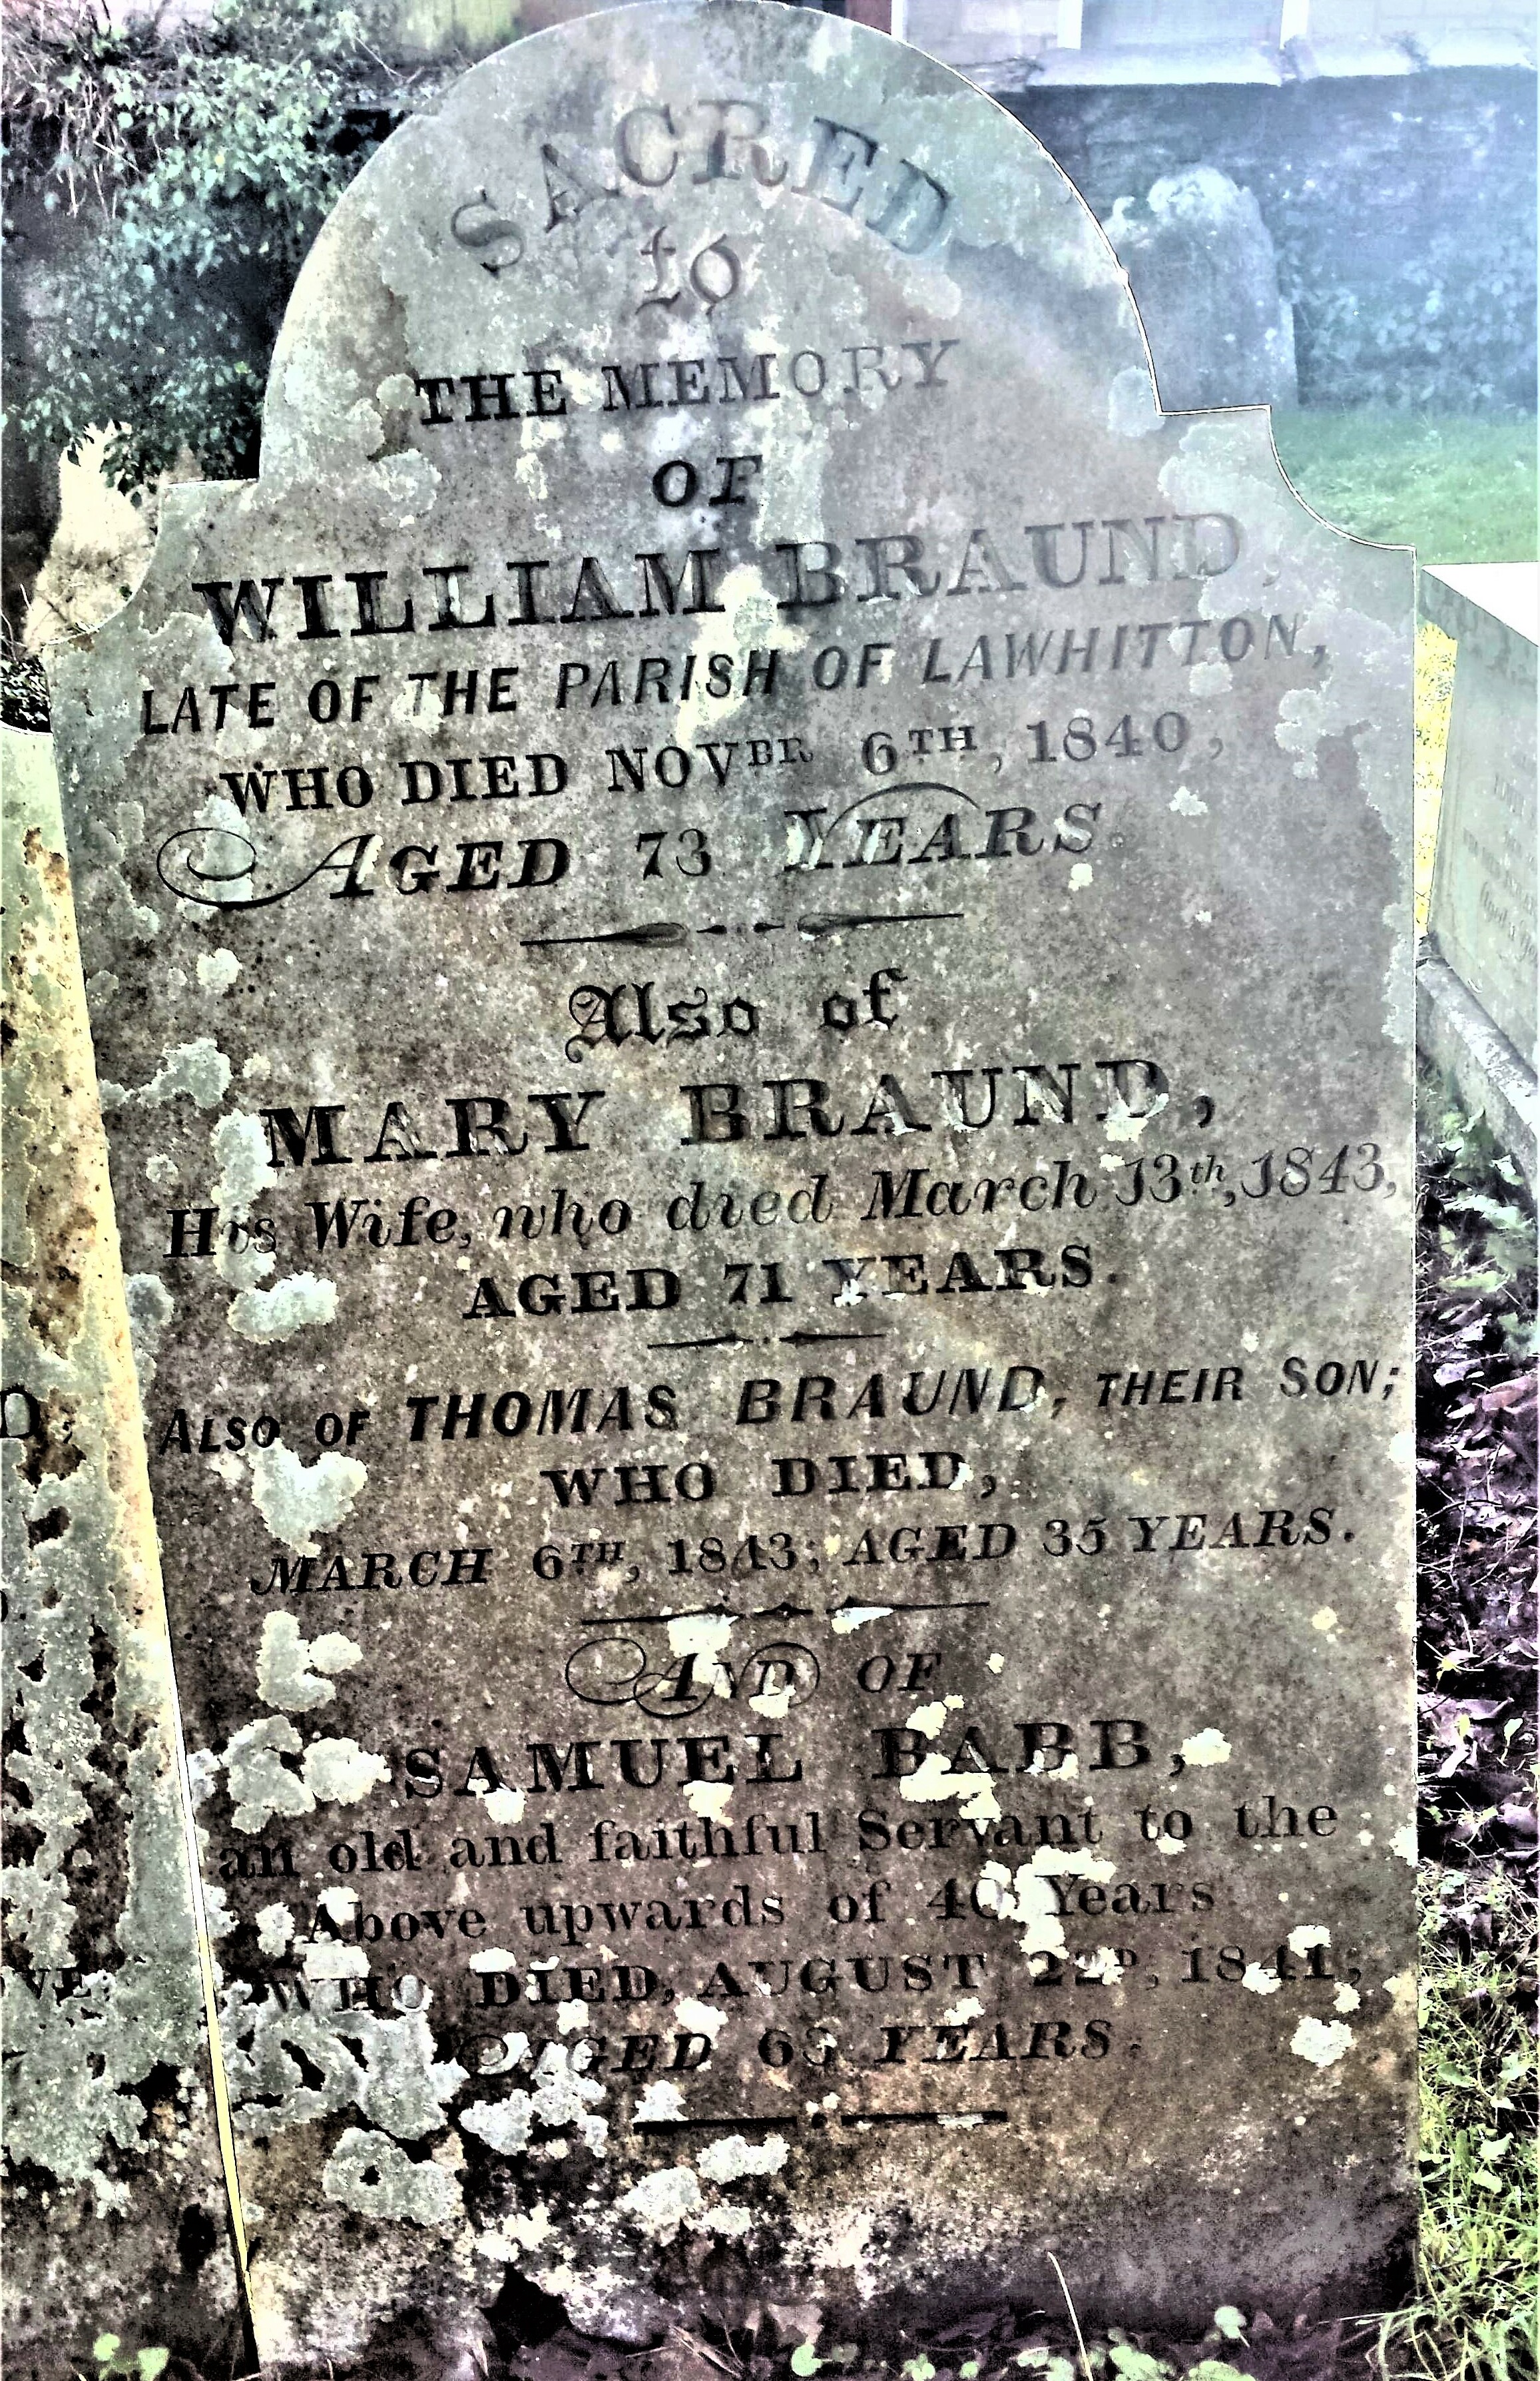 SACRED
to
THE MEMORY
OF
WILLIAM BRAUND,
LATE OF THE PARISH OF LAWHITTON,
WHO DIED NOVBR 6TH, 1840,
AGED 73 YEARS.
Also of
MARY BRAUND,
His Wife, who died March 13th, 1843,
AGED 71 YEARS.
ALSO OF THOMAS BRAUND, THEIR SON;
WHO DIED,
MARCH 6TH, 1843; AGED 35 YEARS.
AND OF
SAMUEL BABB,
an old and faithful Servant to the
Above upwards of 40 Years
WHO DIED, AUGUST 22D, 1841,
AGED YEARS.